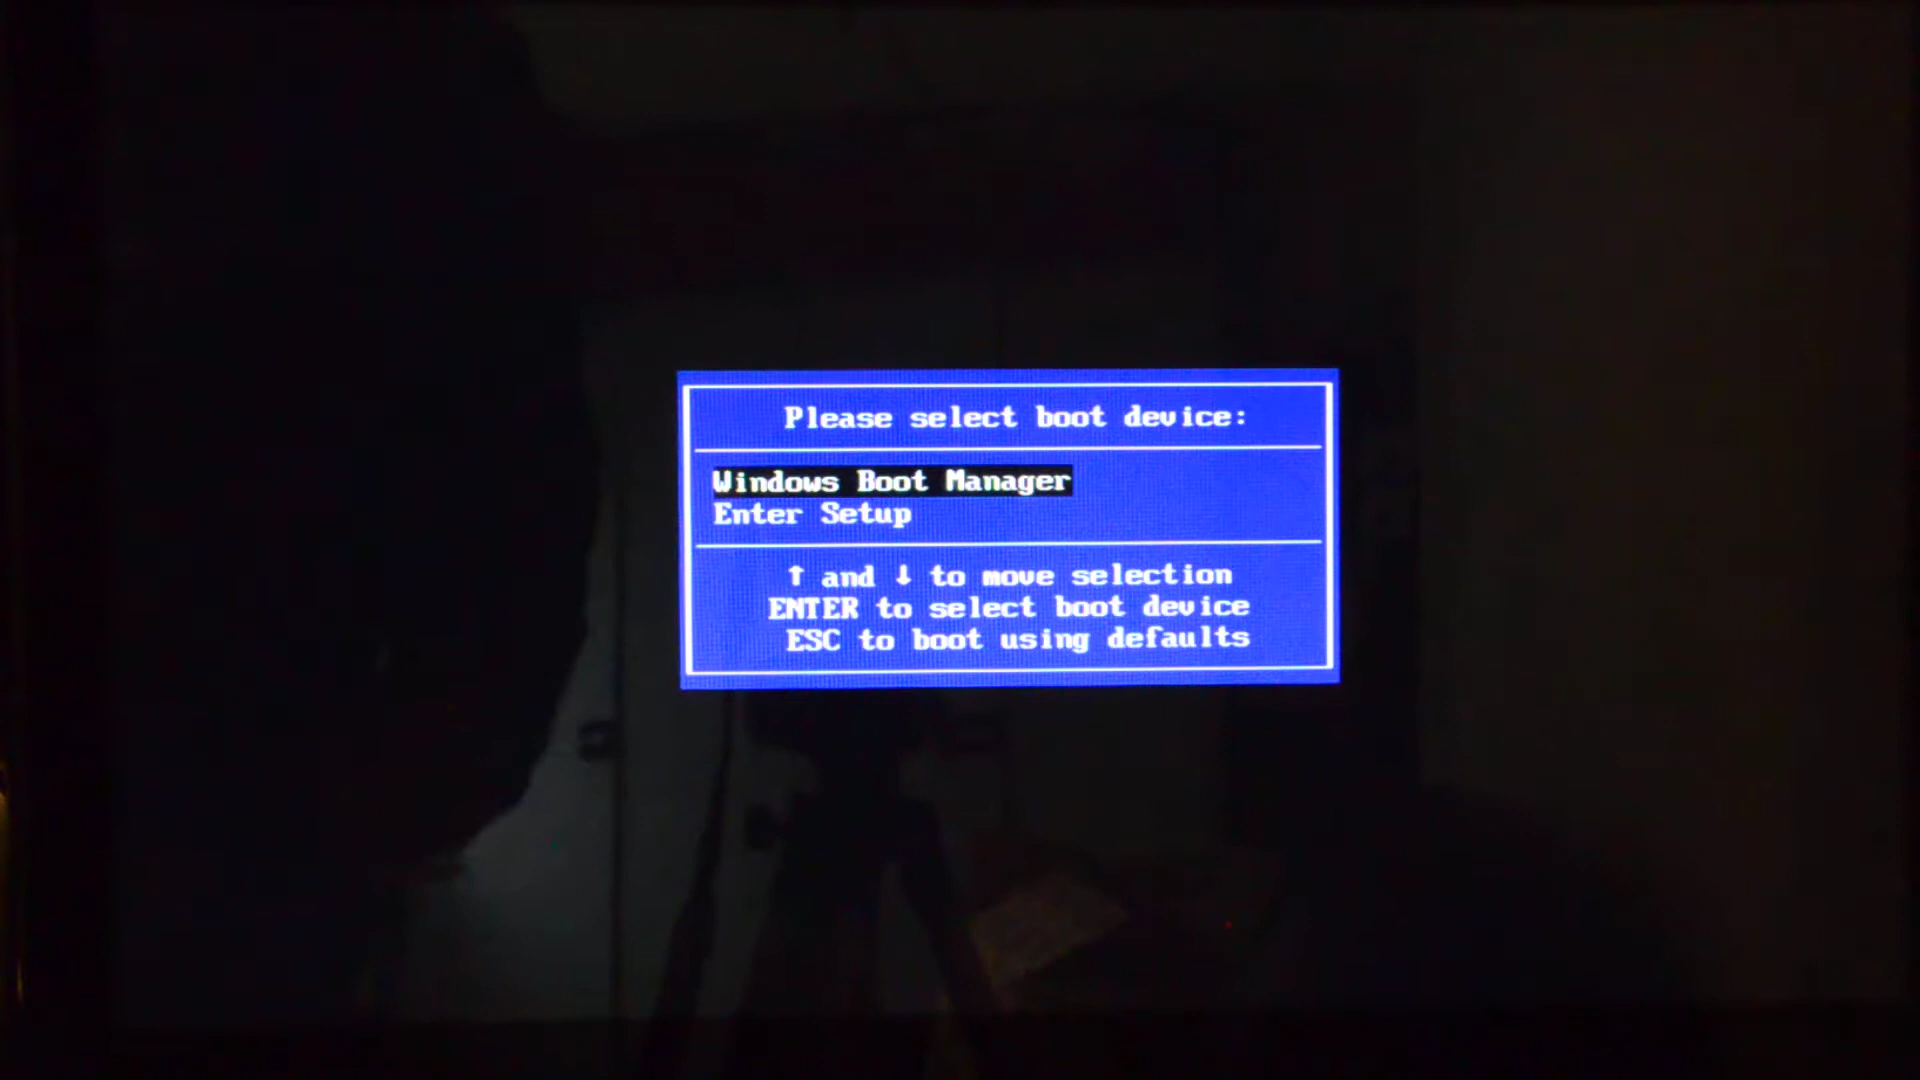 Please select boot device:
Windows Boot Manager
Enter Setup
↑ and ↓ to move selection
ENTER to select boot device
ESC to boot using defaults